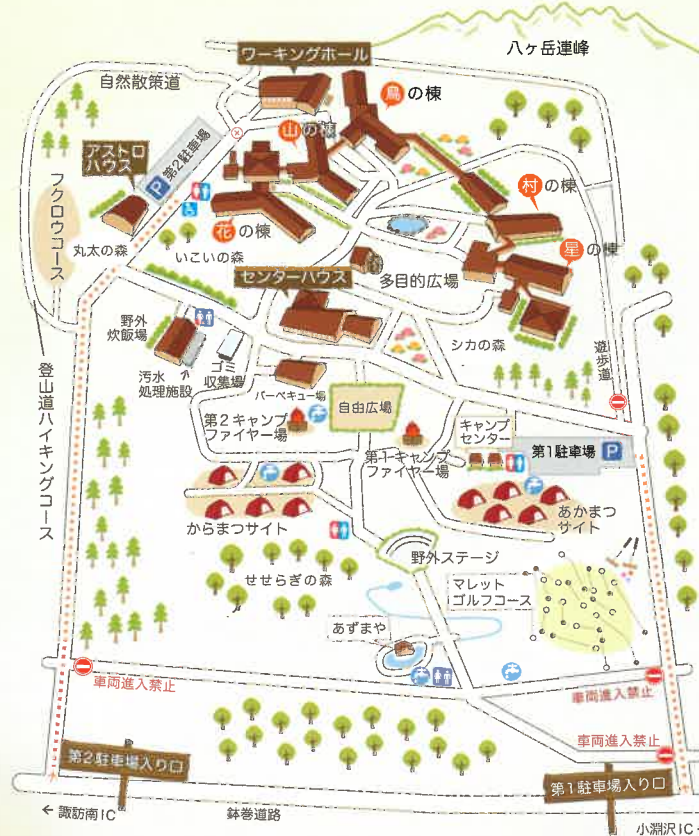 八ヶ岳連峰
ワーキングホール
自然散策道
鳥の棟
山の棟
第2駐車場
P
アストロ
ハウス
村の棟
花の棟
星の棟
フクロウコース
丸太の森
いこいの森
センターハウス
多目的広場
野外
炊飯場
汚水
処理施設
ゴミ
収集場
シカの森
遊歩道
バーベキュー場
登山道ハイキングコース
第2キャンプ
ファイヤー場
自由広場
第1キャンプ
ファイヤー場
キャンプ
センター
第1駐車場
P
からまつサイト
あかまつ
サイト
せせらぎの森
野外ステージ
マレット
ゴルフコース
あずまや
車両進入禁止
車両進入禁止
車両進入禁止
第2駐車場入り口
第1駐車場入り口
←諏訪南IC
鉢巻道路
小淵沢IC